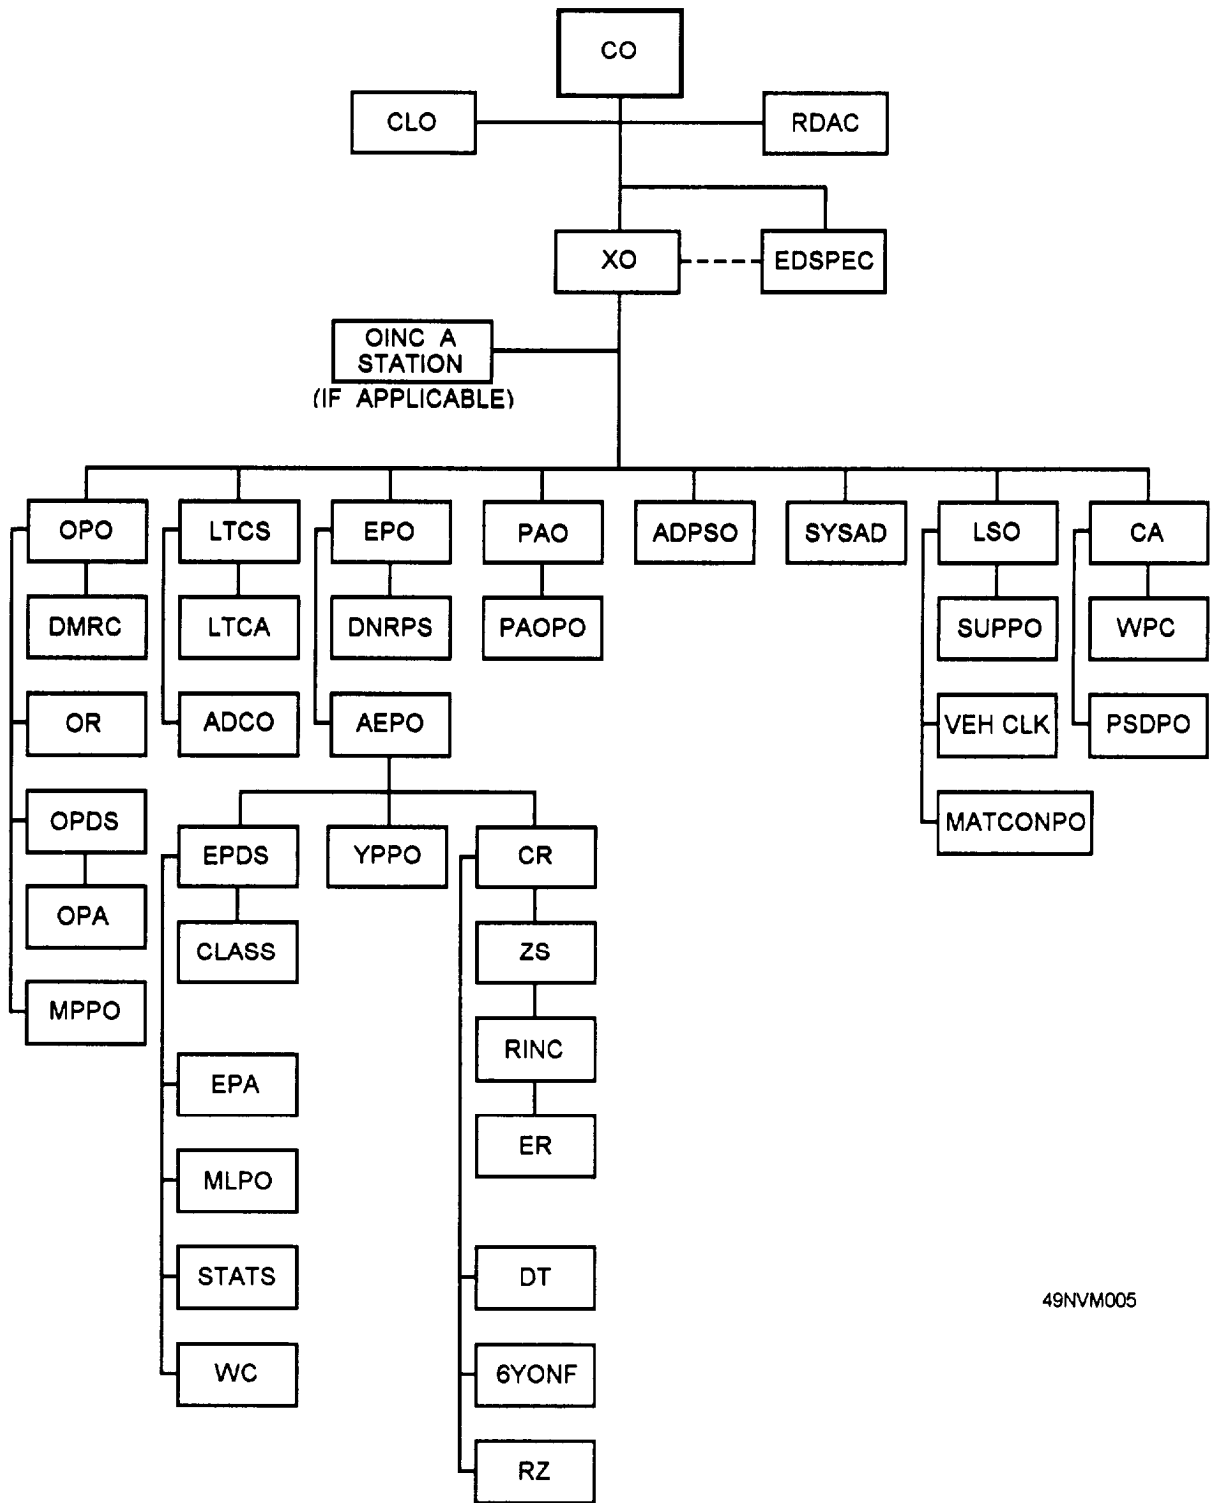 CO
CLO
RDAC
XO
EDSPEC
OINC A
STATION
(IF APPLICABLE)
OPO
LTCS
EPO
PAO
ADPSO
SYSAD
LSO
CA
DMRC
LTCA
DNRPS
PAOPO
SUPPO
WPC
OR
ADCO
AEPO
VEH CLK
PSDPO
OPDS
MATCONPO
EPDS
YPPO
CR
OPA
CLASS
ZS
MPPO
RINC
EPA
ER
MLPO
STATS
DT
49NVM005
WC
6YONF
RZ